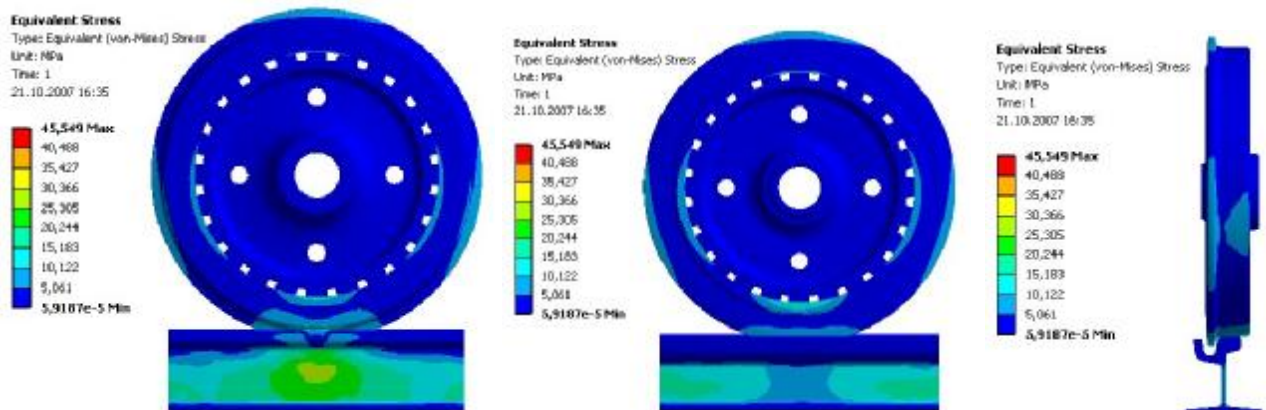 Equivalent Stress
Type: Equivalent (von-Mises) Stress
Unit: MPa
Time: 1
21.10.2007 16:35
45,549 Max
40,488
35,427
30,366
25,305
20,244
15,183
10,122
5,061
5,9187e-5 Min
Equivalent Stress
Type: Equivalent (von-Mises) Stress
Unit: MPa
Time: 1
21.10.2007 16:35
45,549 Max
40,488
35,427
30,366
25,305
20,244
15,183
10,122
5,061
5,9187e-5 Min
Equivalent Stress
Type: Equivalent (von-Mises) Stress
Unit: MPa
Time: 1
21.10.2007 16:35
45,549 Max
40,488
35,427
30,366
25,305
20,244
15,183
10,122
5,061
5,9187e-5 Min